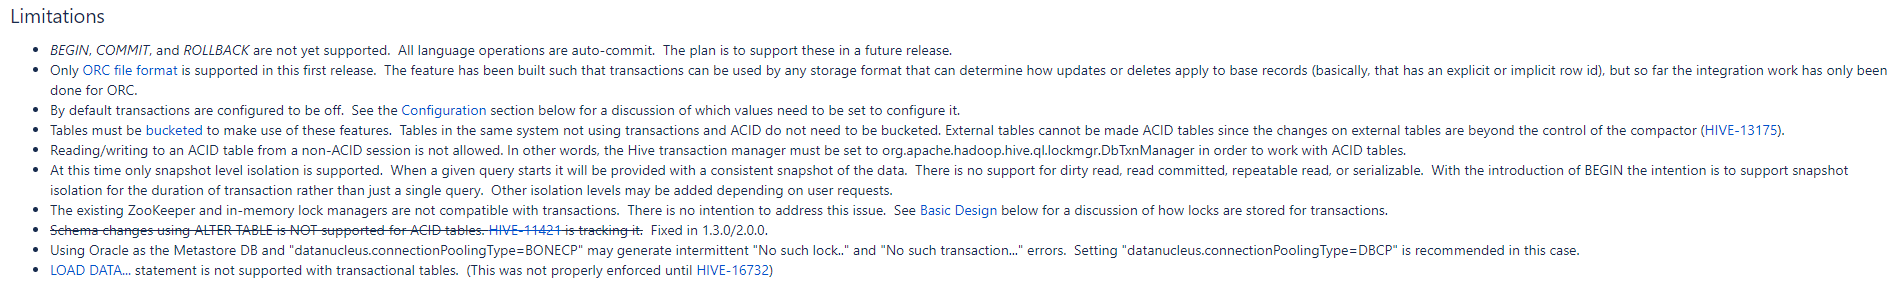 Limitations
• BEGIN, COMMIT, and ROLLBACK are not yet supported.  All language operations are auto-commit.  The plan is to support these in a future release.
• Only ORC file format is supported in this first release.  The feature has been built such that transactions can be used by any storage format that can determine how updates or deletes apply to base records (basically, that has an explicit or implicit row id), but so far the integration work has only been
done for ORC.
• By default transactions are configured to be off.  See the Configuration section below for a discussion of which values need to be set to configure it.
• Tables must be bucketed to make use of these features.  Tables in the same system not using transactions and ACID do not need to be bucketed. External tables cannot be made ACID tables since the changes on external tables are beyond the control of the compactor (HIVE-13175).
• Reading/writing to an ACID table from a non-ACID session is not allowed. In other words, the Hive transaction manager must be set to org.apache.hadoop.hive.ql.lockmgr.DbTxnManager in order to work with ACID tables.
• At this time only snapshot level isolation is supported.  When a given query starts it will be provided with a consistent snapshot of the data.  There is no support for dirty read, read committed, repeatable read, or serializable.  With the introduction of BEGIN the intention is to support snapshot
isolation for the duration of transaction rather than just a single query.  Other isolation levels may be added depending on user requests.
• The existing ZooKeeper and in-memory lock managers are not compatible with transactions.  There is no intention to address this issue.  See Basic Design below for a discussion of how locks are stored for transactions.
• Schema changes using ALTER TABLE is NOT supported for ACID tables. HIVE-11421 is tracking it.  Fixed in 1.3.0/2.0.0.
• Using Oracle as the Metastore DB and "datanucleus.connectionPoolingType=BONECP" may generate intermittent "No such lock.." and "No such transaction..." errors.  Setting "datanucleus.connectionPoolingType=DBCP" is recommended in this case.
• LOAD DATA... statement is not supported with transactional tables.  (This was not properly enforced until HIVE-16732)